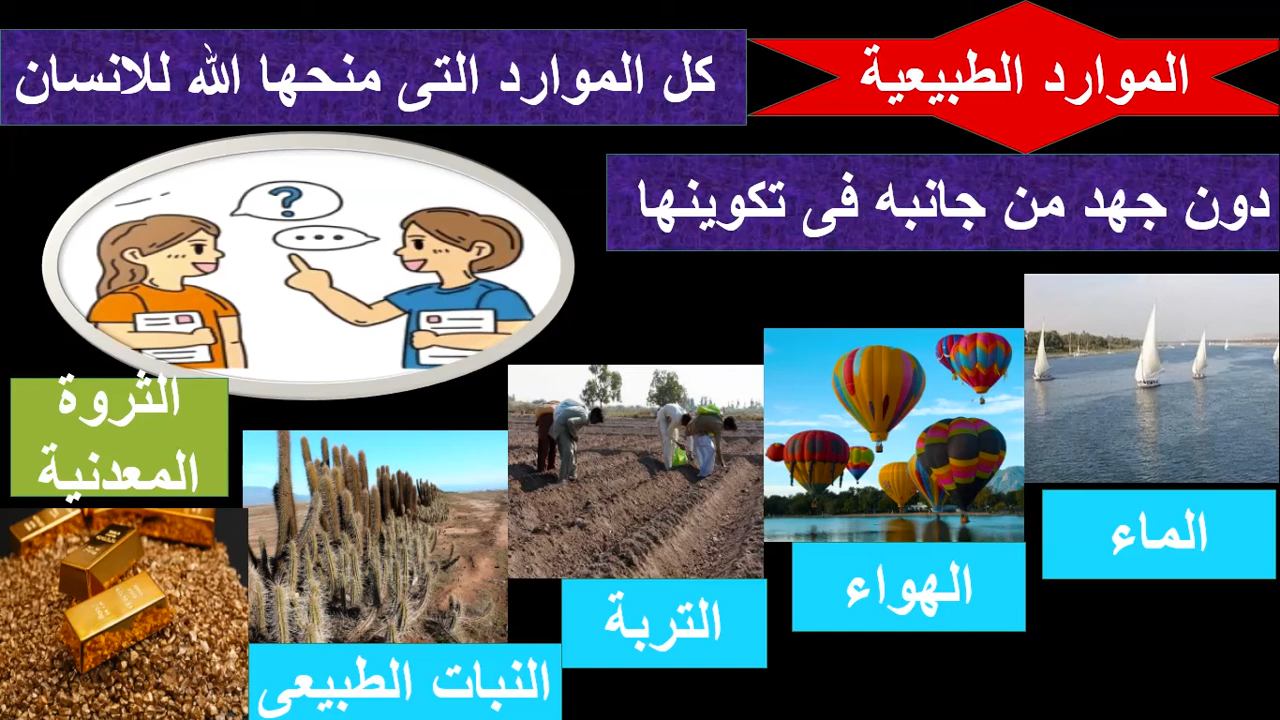 الموارد الطبيعية
كل الموارد التى منحها الله للانسان
دون جهد من جانبه فى تكوينها
?
...
الماء
الهواء
التربة
النبات الطبيعى
الثروة
المعدنية